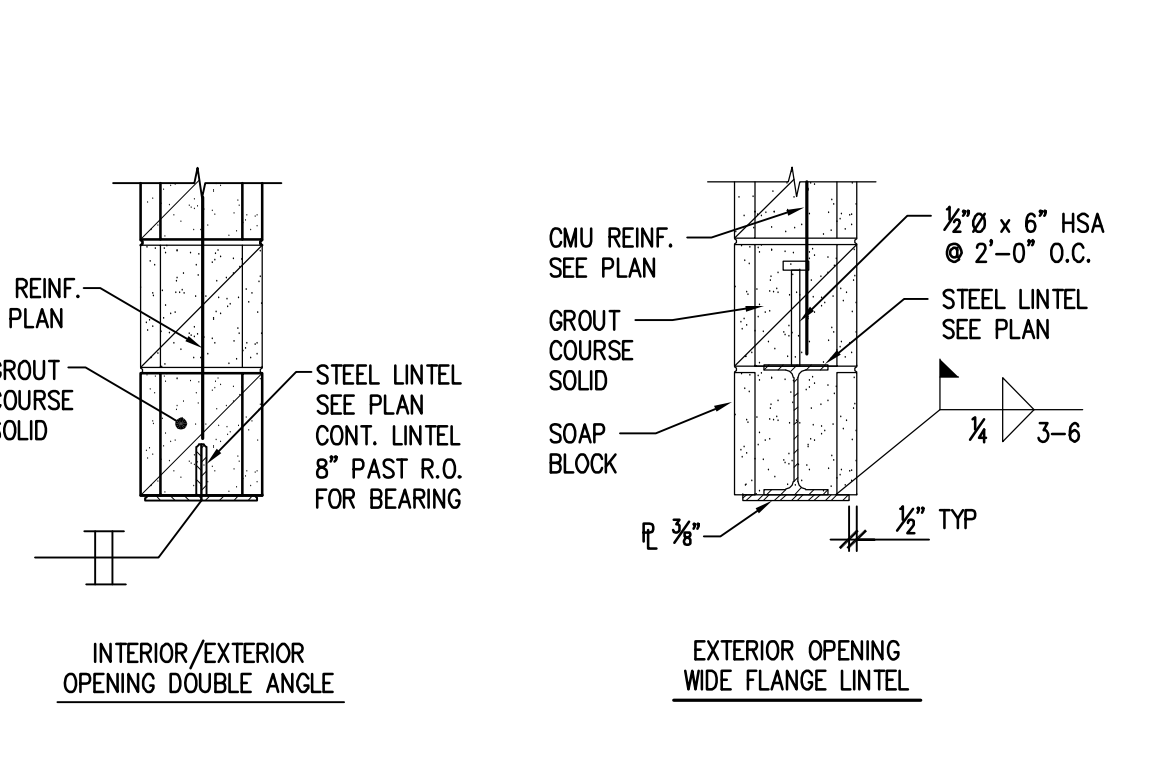 REINF.
PLAN
GROUT
COURSE
SOLID
STEEL LINTEL
SEE PLAN
CONT. LINTEL
8" PAST R.O.
FOR BEARING
INTERIOR/EXTERIOR
OPENING DOUBLE ANGLE
CMU REINF.
SEE PLAN
GROUT
COURSE
SOLID
SOAP
BLOCK
PL 3/8"
1/2"Ø x 6" HSA
@ 2'-0" O.C.
STEEL LINTEL
SEE PLAN
1/4 3-6
1/2" TYP
EXTERIOR OPENING
WIDE FLANGE LINTEL